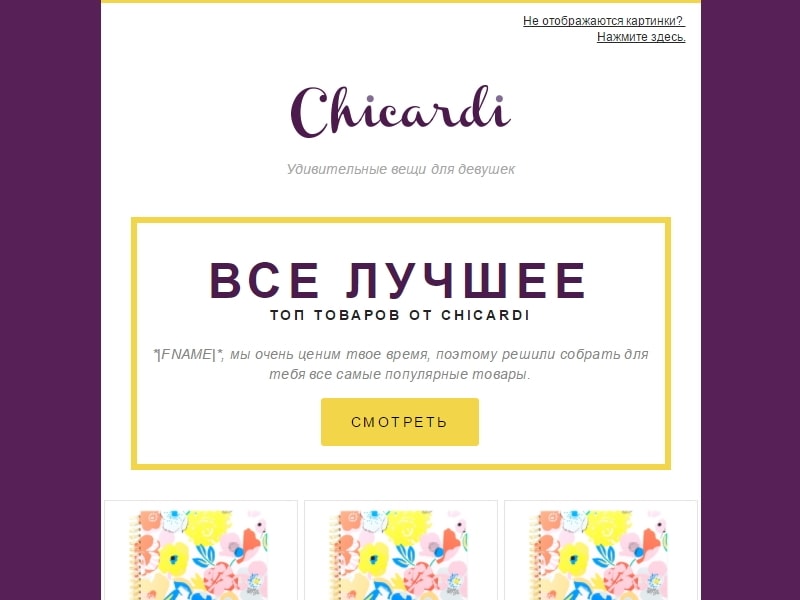 Не отображаются картинки?
Нажмите здесь.
Chicardi
Удивительные вещи для девушек
ВСЕ ЛУЧШЕЕ
ТОП ТОВАРОВ ОТ CHICARDI
*|FNAME|*, мы очень ценим твое время, поэтому решили собрать для
тебя все самые популярные товары.
СМОТРЕТЬ